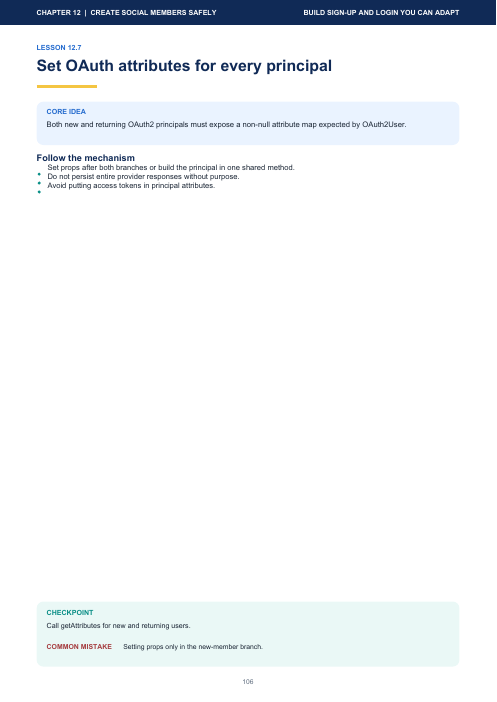 CHAPTER 12 | CREATE SOCIAL MEMBERS SAFELY BUILD SIGN-UP AND LOGIN YOU CAN ADAPT
LESSON 12.7
Set OAuth attributes for every principal
CORE IDEA
Both new and returning OAuth2 principals must expose a non-null attribute map expected by OAuth2User.
Follow the mechanism
Set props after both branches or build the principal in one shared method.
Do not persist entire provider responses without purpose.
Avoid putting access tokens in principal attributes.
CHECKPOINT
Call getAttributes for new and returning users.
COMMON MISTAKE Setting props only in the new-member branch.
106